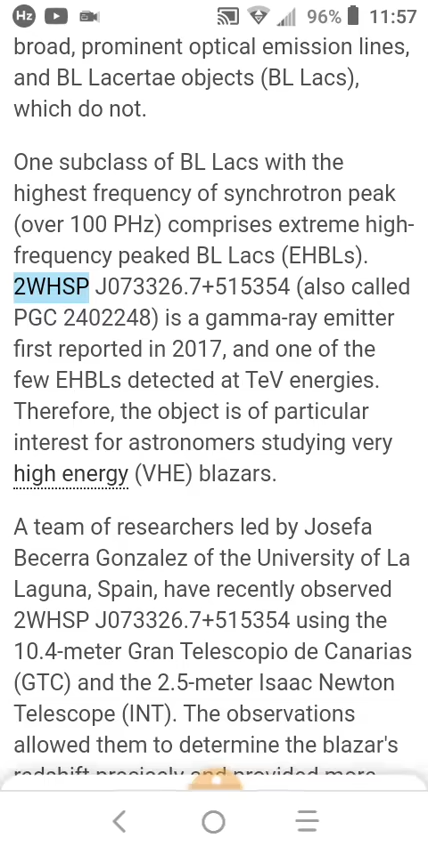 Hz
96%
11:57
broad, prominent optical emission lines,
and BL Lacertae objects (BL Lacs),
which do not.
One subclass of BL Lacs with the
highest frequency of synchrotron peak
(over 100 PHz) comprises extreme high-
frequency peaked BL Lacs (EHBLs).
2WHSP J073326.7+515354 (also called
PGC 2402248) is a gamma-ray emitter
first reported in 2017, and one of the
few EHBLs detected at TeV energies.
Therefore, the object is of particular
interest for astronomers studying very
high energy (VHE) blazars.
A team of researchers led by Josefa
Becerra Gonzalez of the University of La
Laguna, Spain, have recently observed
2WHSP J073326.7+515354 using the
10.4-meter Gran Telescopio de Canarias
(GTC) and the 2.5-meter Isaac Newton
Telescope (INT). The observations
allowed them to determine the blazar's
redshift precisely and provided more